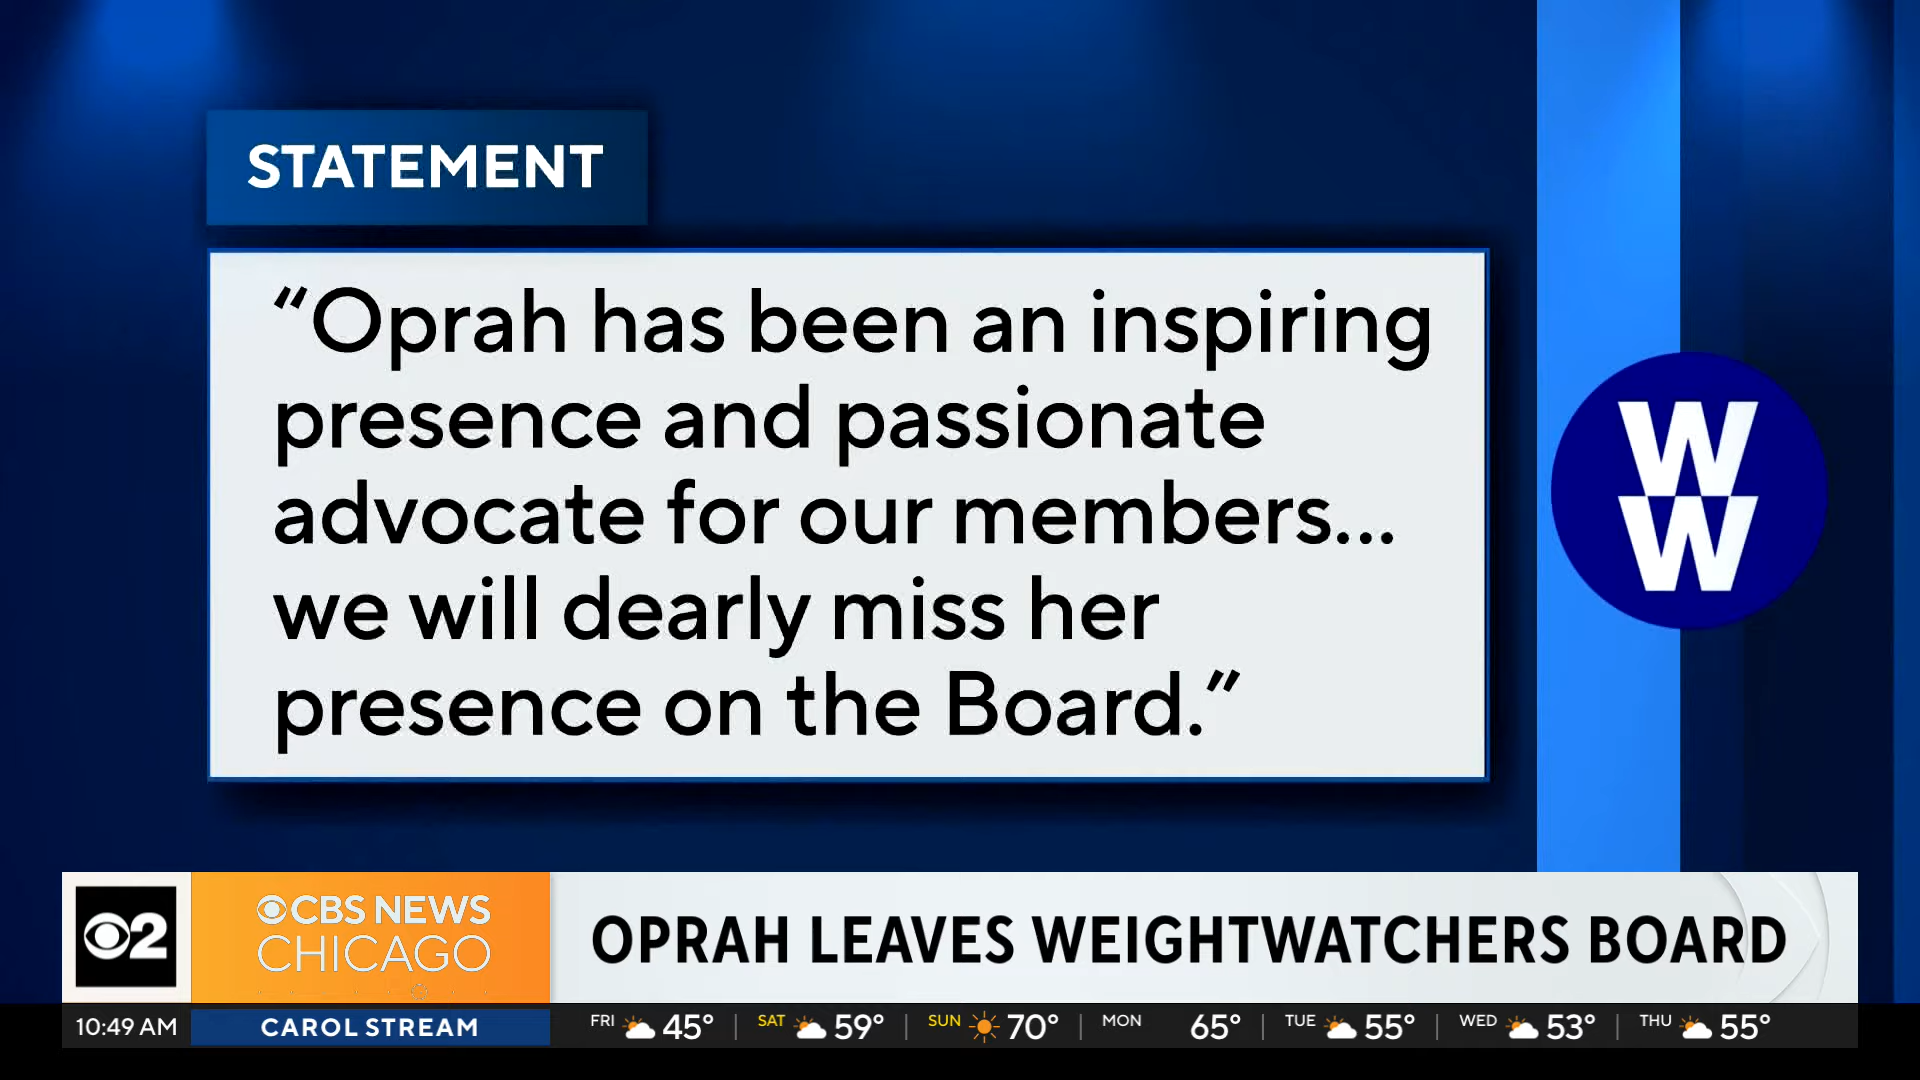 STATEMENT
“Oprah has been an inspiring
presence and passionate
advocate for our members...
we will dearly miss her
presence on the Board.”
W
W
2
CBS NEWS
CHICAGO
OPRAH LEAVES WEIGHTWATCHERS BOARD
10:49 AM
CAROL STREAM
FRI 45° | SAT 59° | SUN 70° | MON 65° | TUE 55° | WED 53° | THU 55°